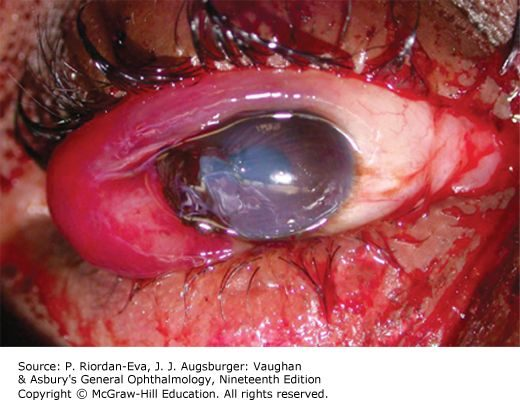 Source: P. Riordan-Eva, J. J. Augsburger: Vaughan
& Asbury's General Ophthalmology, Nineteenth Edition
Copyright © McGraw-Hill Education. All rights reserved.